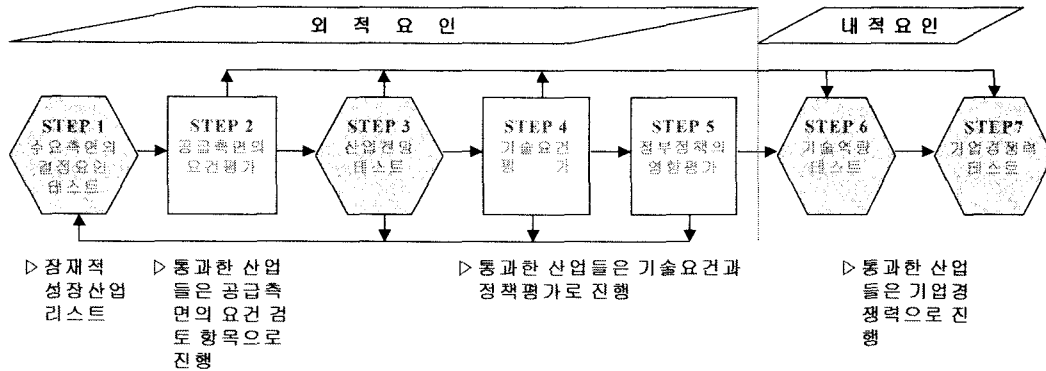 외 적 요 인
내 적 요 인
STEP 1
수요측면의
결정요인
테스트
STEP 2
공급측면의
요건평가
STEP 3
산업전망
테스트
STEP 4
기술요건
평 가
STEP 5
정부정책의
영향평가
STEP 6
기술역량
테스트
STEP7
기업경쟁력
테스트
▷ 잠재적
성장산업
리스트
▷ 통과한 산업
들은 공급측
면의 요건 검
토 항목으로
진행
▷ 통과한 산업들은 기술요건과
정책평가로 진행
▷ 통과한 산업
들은 기업경
쟁력으로 진
행